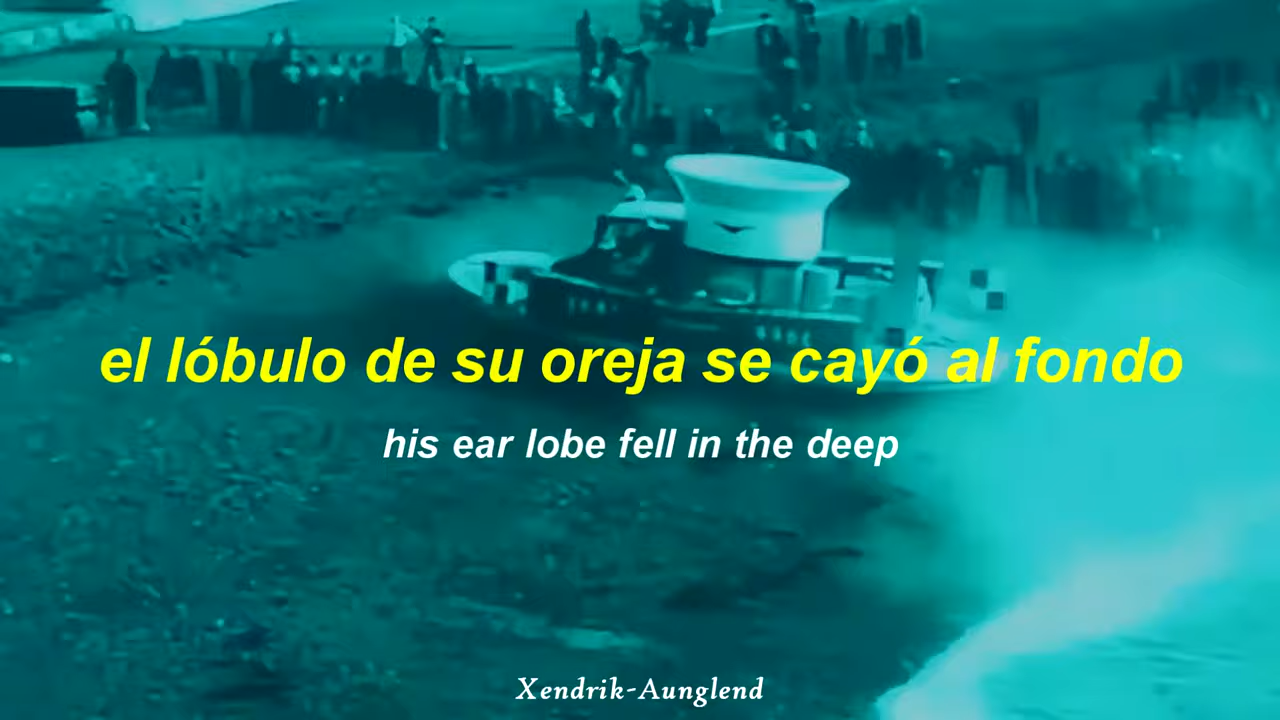 el lóbulo de su oreja se cayó al fondo
his ear lobe fell in the deep
Xendrik-Aunglend